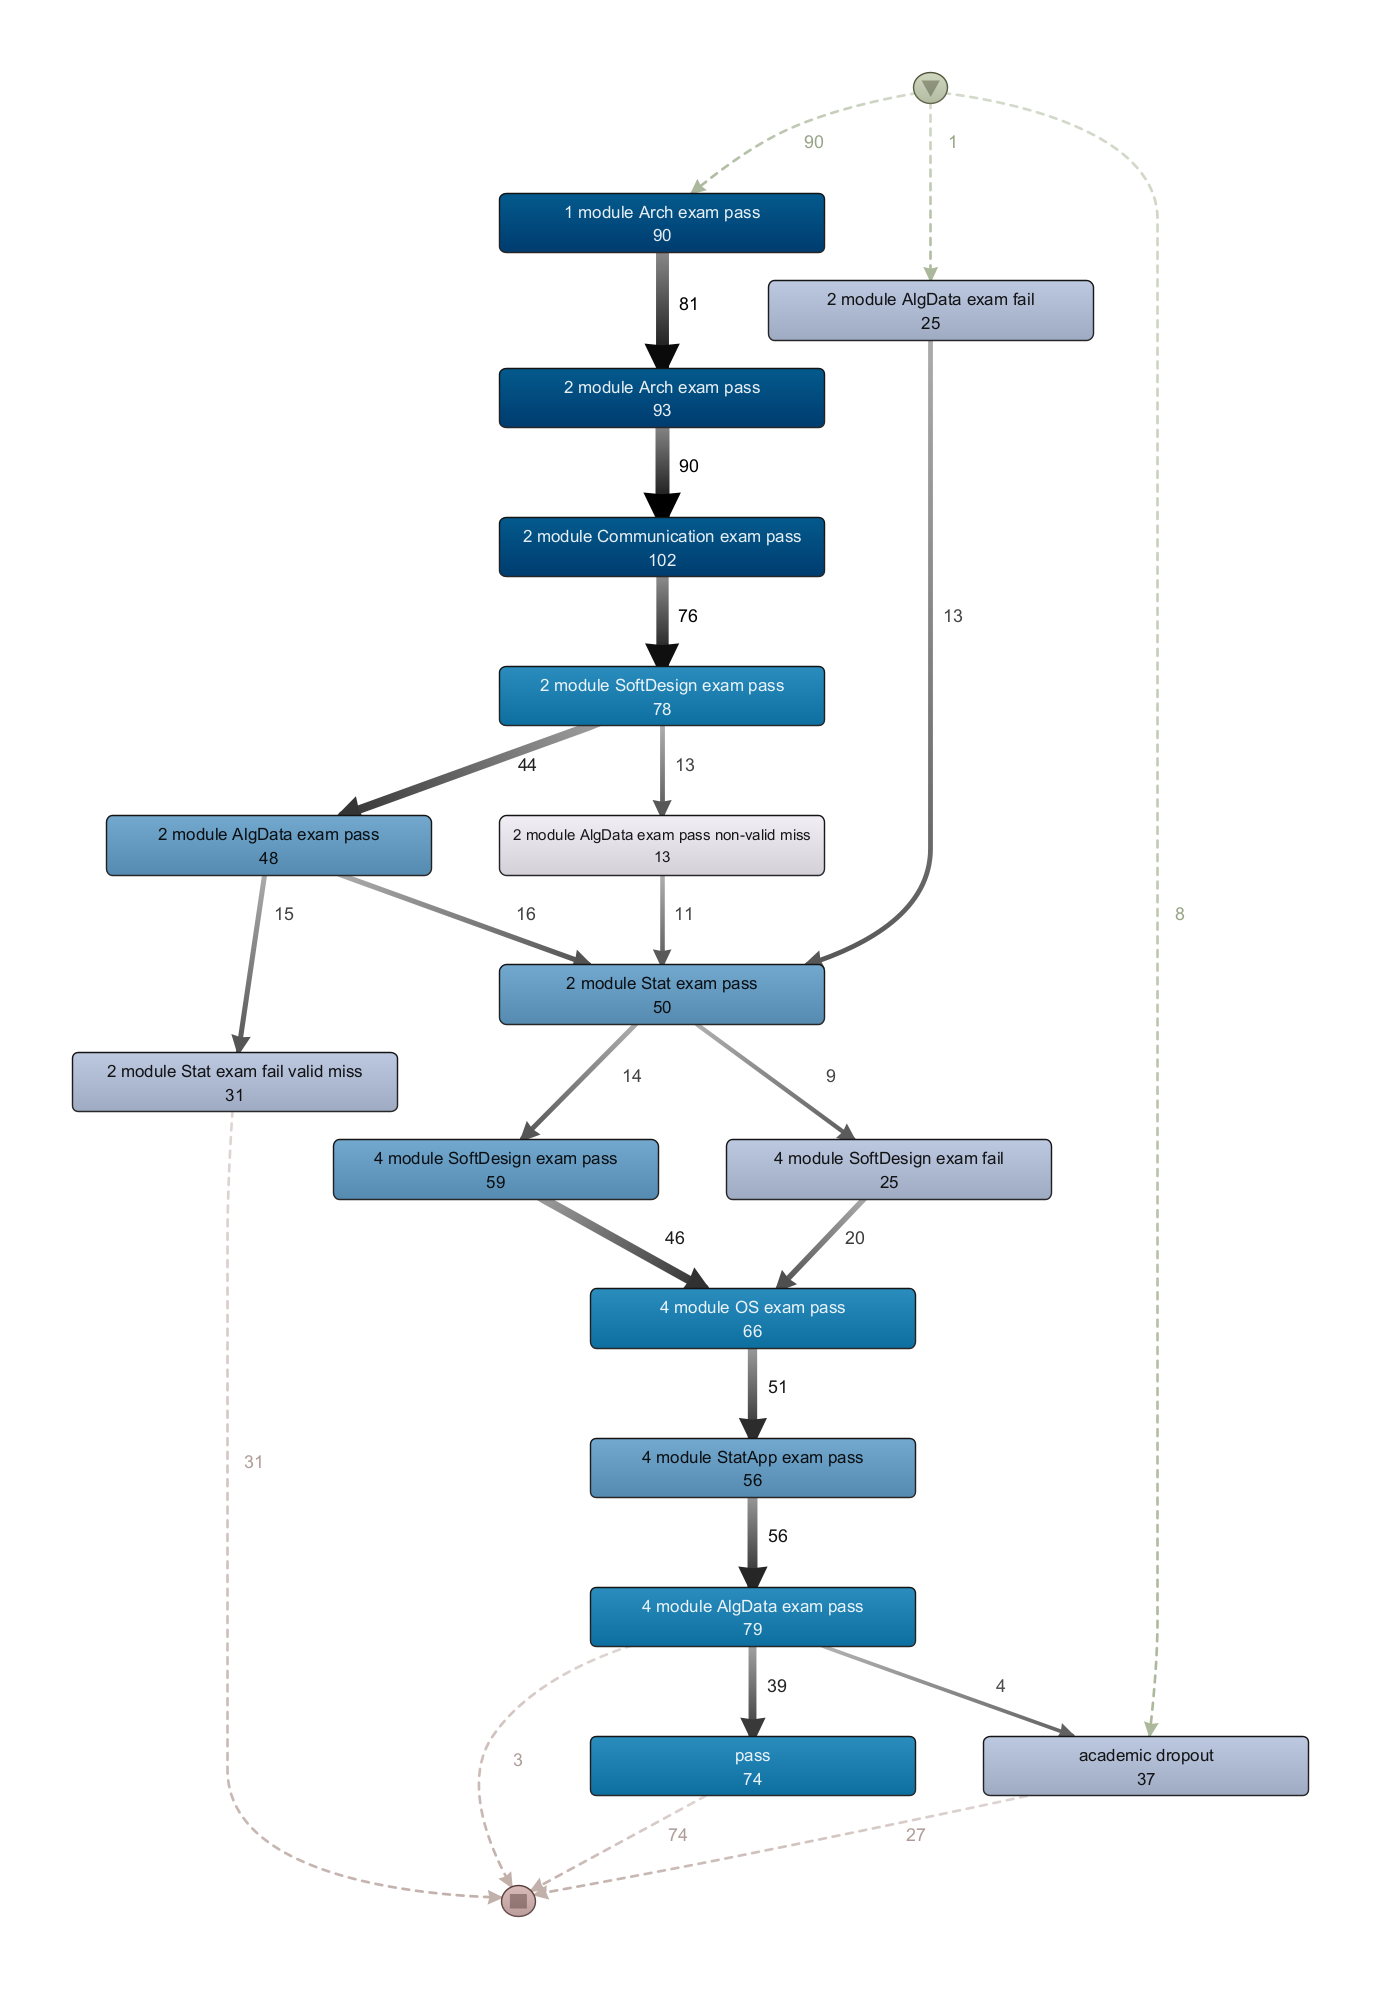 90
1
1 module Arch exam pass
90
2 module AlgData exam fail
25
81
2 module Arch exam pass
93
90
2 module Communication exam pass
102
76
13
2 module SoftDesign exam pass
78
44
13
2 module AlgData exam pass
48
2 module AlgData exam pass non-valid miss
13
15
16
11
8
2 module Stat exam pass
50
2 module Stat exam fail valid miss
31
14
9
4 module SoftDesign exam pass
59
4 module SoftDesign exam fail
25
46
20
4 module OS exam pass
66
51
31
4 module StatApp exam pass
56
56
4 module AlgData exam pass
79
39
4
3
pass
74
academic dropout
37
74
27